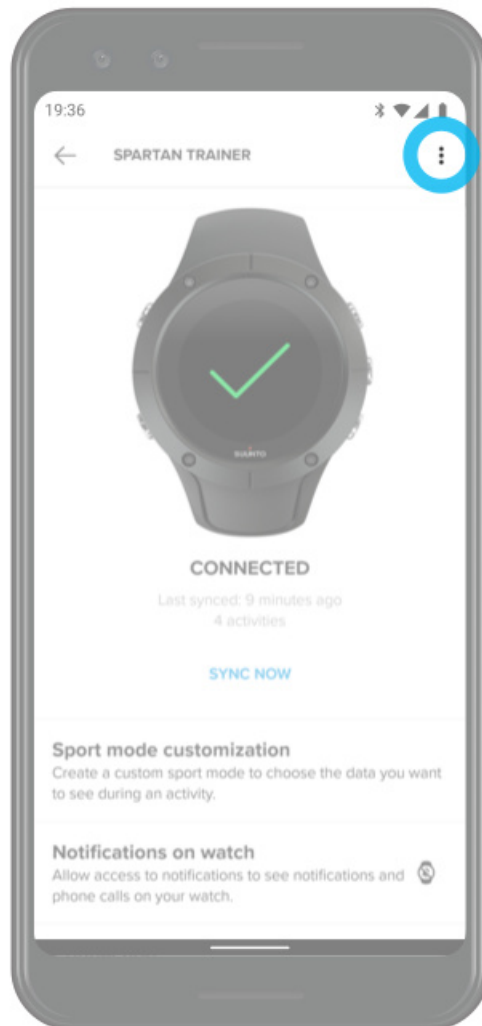 19:36
SPARTAN TRAINER
SUUNTO
CONNECTED
Last synced: 9 minutes ago
4 activities
SYNC NOW
Sport mode customization
Create a custom sport mode to choose the data you want
to see during an activity.
Notifications on watch
Allow access to notifications to see notifications and
phone calls on your watch.